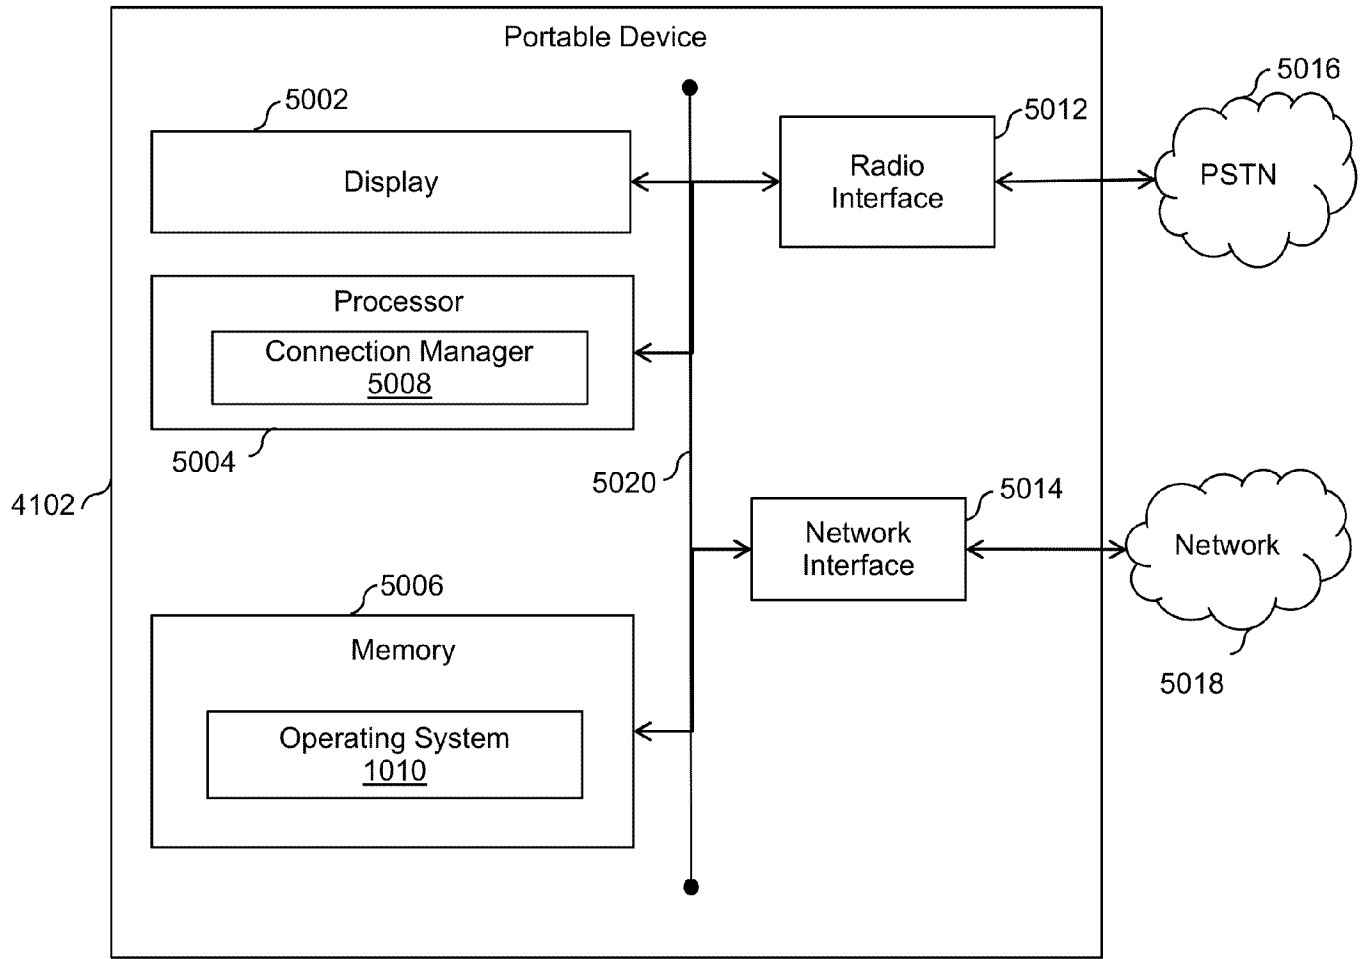 Portable Device
5002
Display
5012
Radio
Interface
5016
PSTN
Processor
Connection Manager
5008
5004
4102
5020
5014
Network
Interface
Network
5018
5006
Memory
Operating System
1010